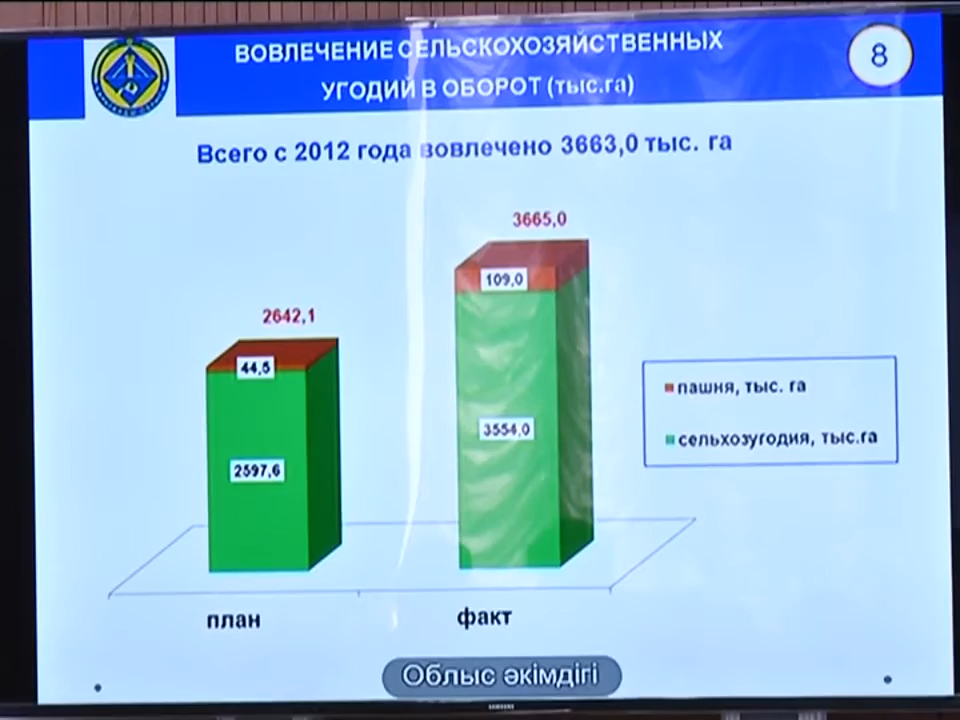 ВОВЛЕЧЕНИЕ СЕЛЬСКОХОЗЯЙСТВЕННЫХ
УГОДИЙ В ОБОРОТ (тыс.га)
8
Всего с 2012 года вовлечено 3663,0 тыс. га
3665,0
109,0
2642,1
44,5
пашня, тыс. га
3554,0
сельхозугодия, тыс.га
2597,6
план
факт
Облыс әкімдігі
SAMSUNG